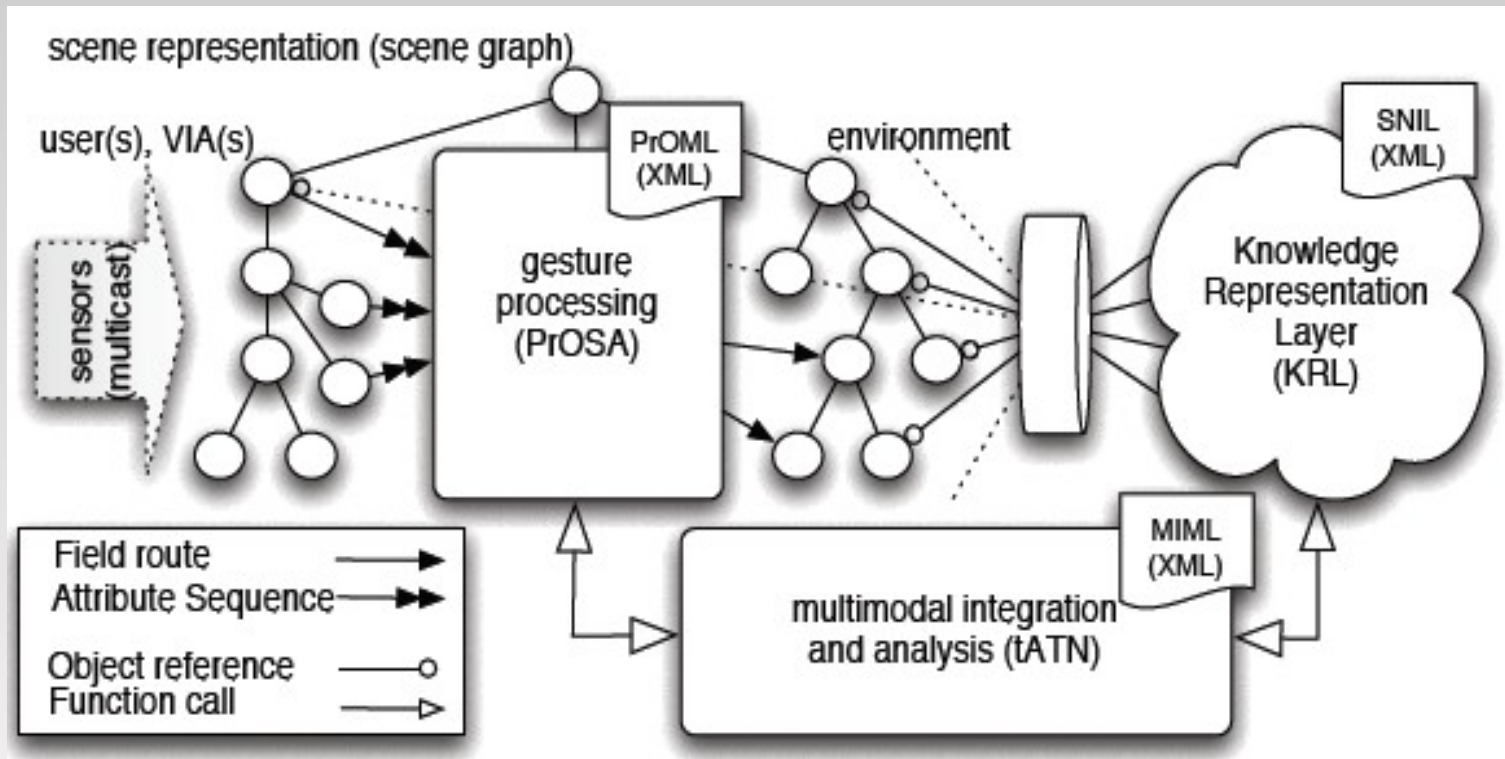 scene representation (scene graph)
user(s), VIA(s)
sensors
(multicast)
PrOML
(XML)
gesture
processing
(PrOSA)
environment
SNIL
(XML)
Knowledge
Representation
Layer
(KRL)
Field route
Attribute Sequence
Object reference
Function call
MIML
(XML)
multimodal integration
and analysis (tATN)